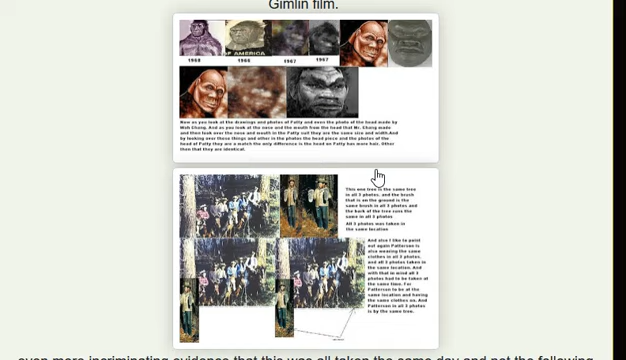 Gimlin film.
OF AMERICA
1968 1966 1967 1967
Now as you look at the drawings and photos of Patty and even the photo of the head made by
Wah Chang. And as you look at the nose and the mouth from the head that Mr. Chang made
and then look over the nose and mouth in the Patty suit they are the same size and width. And
by looking over these things and other in the photos the head piece and the photos of the
head of Patty they are a match the only difference is the head on Patty has more hair. Other
then that they are identical.
This one tree is the same tree
in all 3 photos, and the brush
that is on the ground is the
same brush in all 3 photos and
the bark of the tree runs the
same in all 3 photos
All 3 photos was taken in
the same location
And also I like to point
out again Patterson is
also wearing the same
clothes in all 3 photos,
and all 3 photos taken in
the same location. And
with that in mind all 3
photos had to be taken at
the same time. For
Patterson to be at the
same location and having
the same clothes on. And
Patterson in all 3 photos
is by the same tree.
even more incriminating evidence that this was all taken the same day and not the following